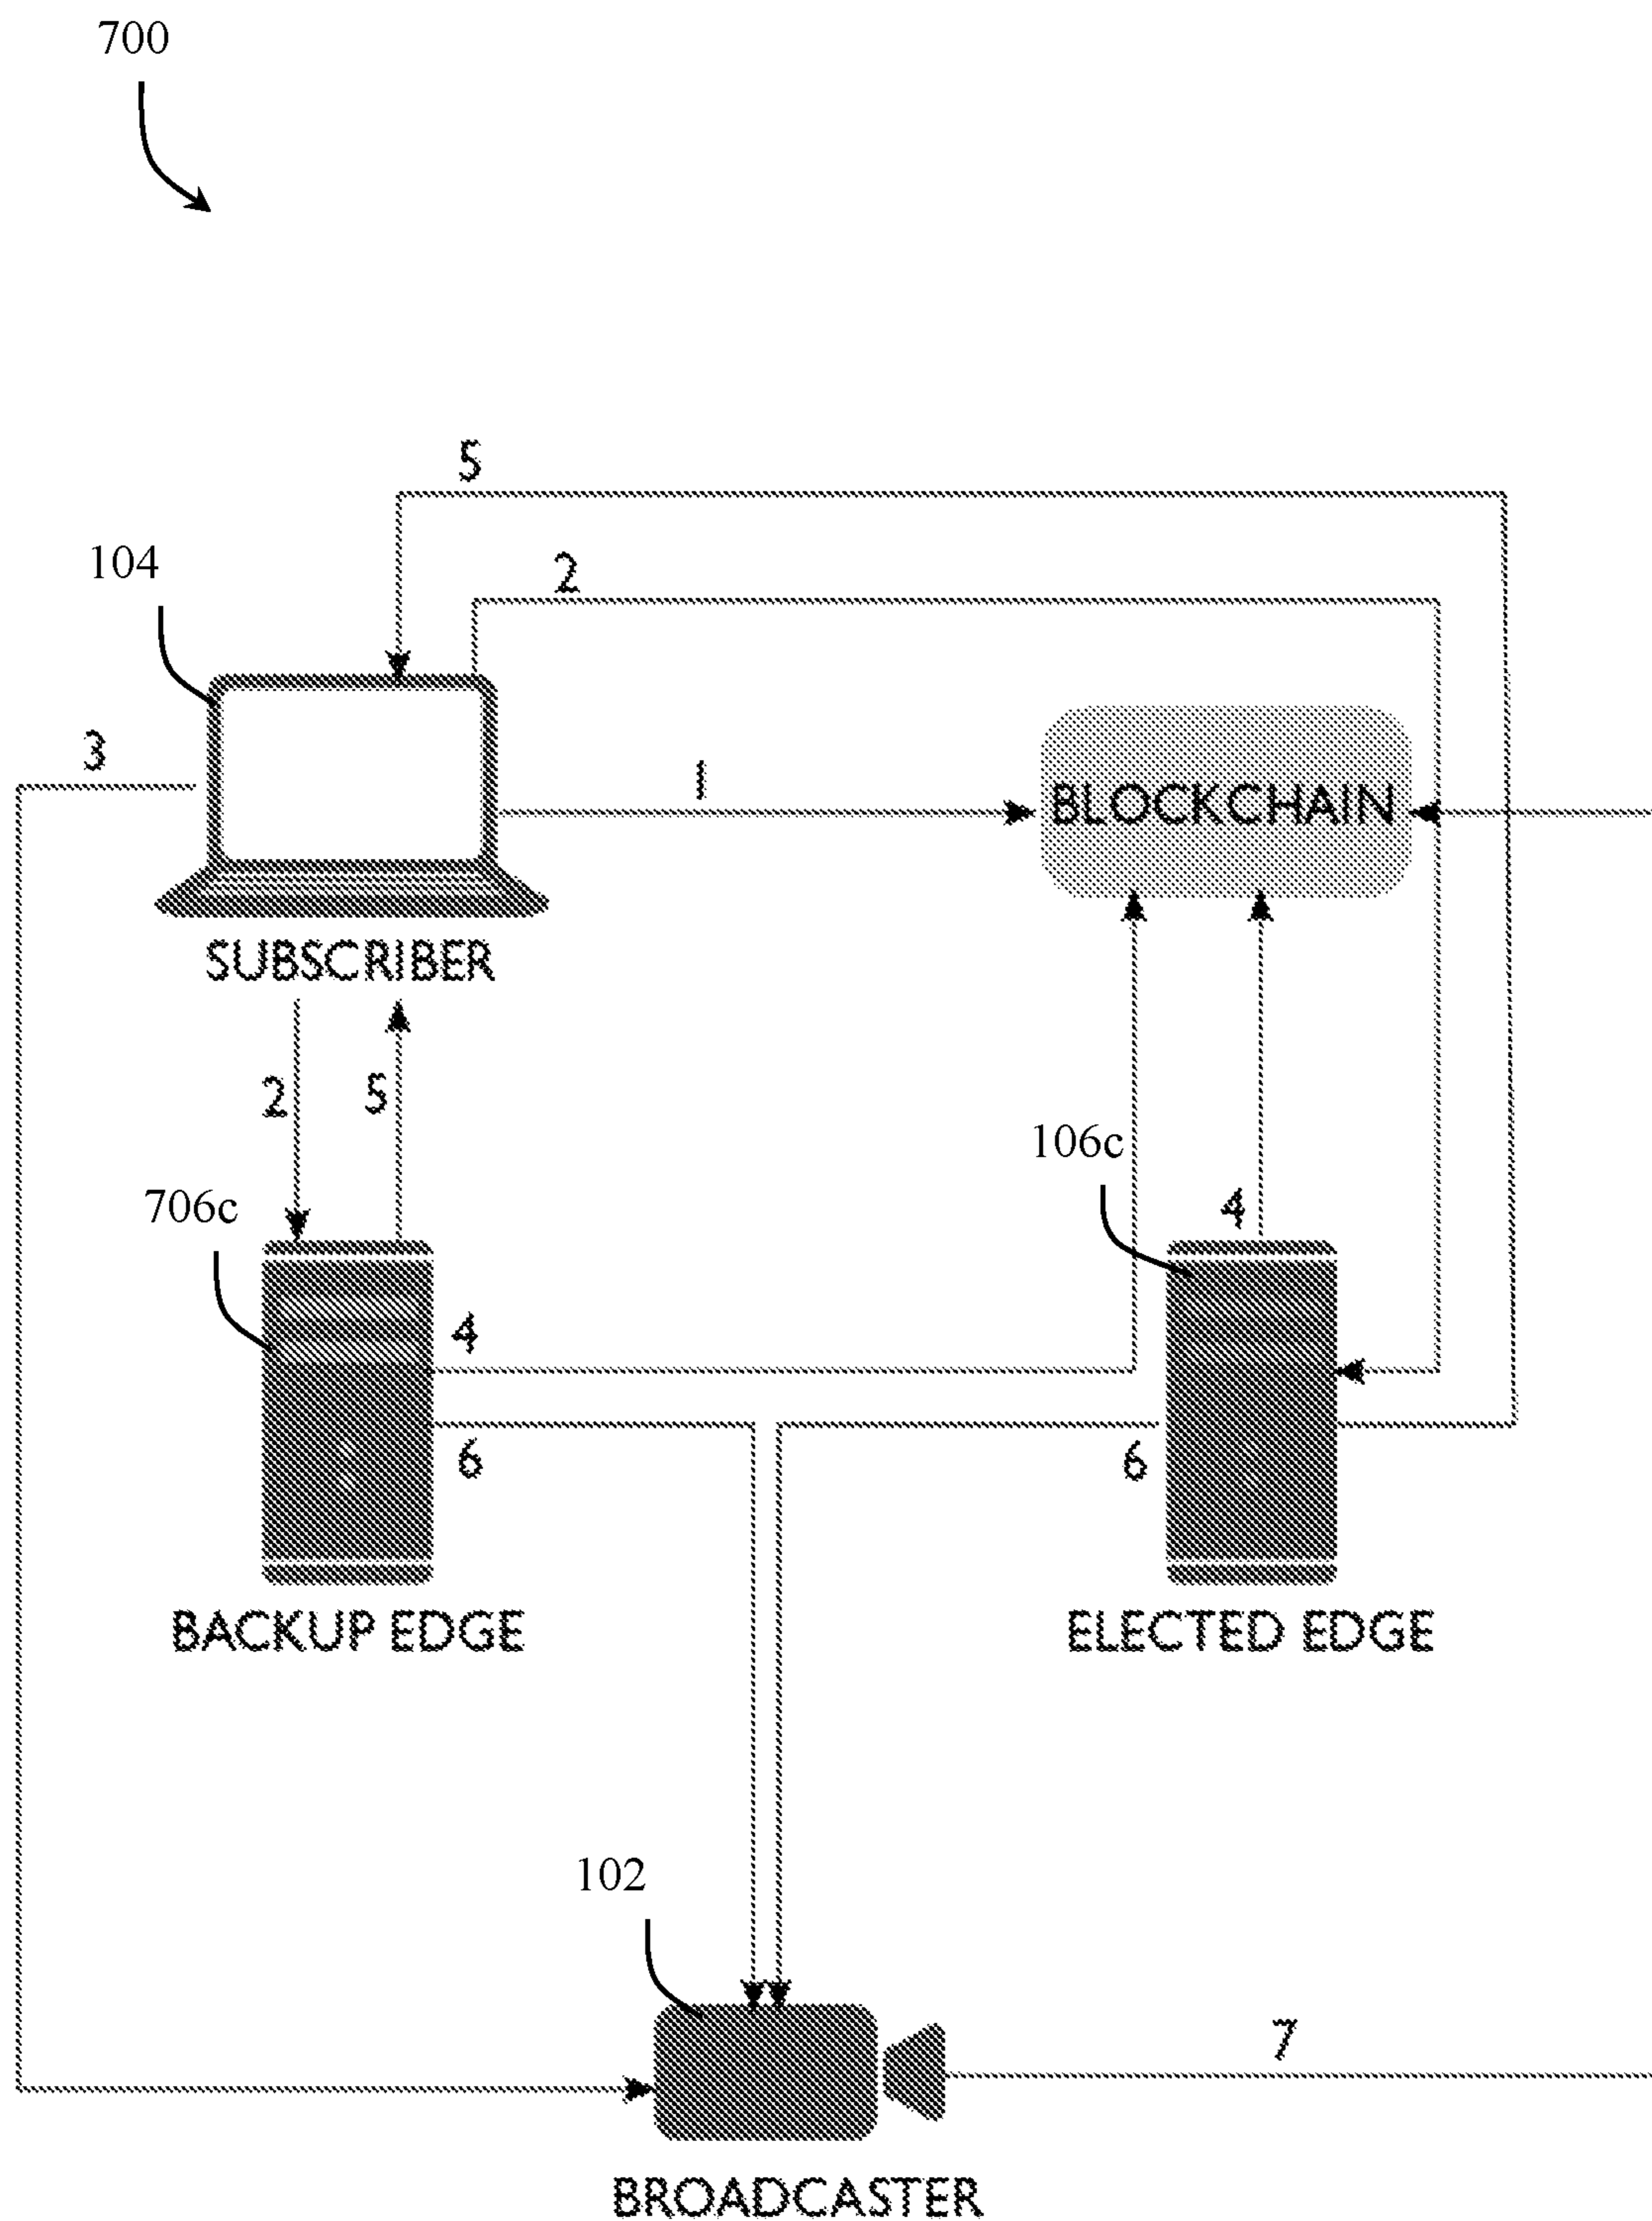 700
5
2
104
3
1
BLOCKCHAIN
SUBSCRIBER
2
5
106c
706c
4
4
6
6
BACKUP EDGE
ELECTED EDGE
102
7
BROADCASTER